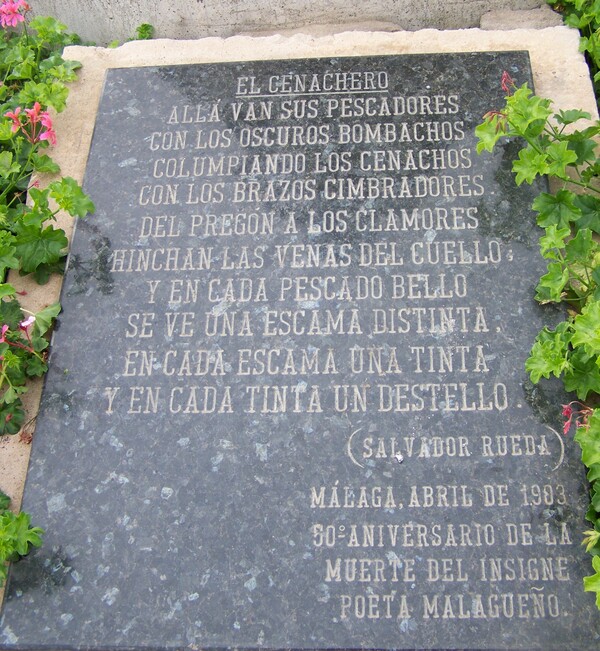 EL CENACHERO
ALLÁ VAN SUS PESCADORES
CON LOS OSCUROS BOMBACHOS
COLUMPIANDO LOS CENACHOS
CON LOS BRAZOS CIMBRADORES
DEL PREGÓN A LOS CLAMORES
HINCHAN LAS VENAS DEL CUELLO;
Y EN CADA PESCADO BELLO
SE VE UNA ESCAMA DISTINTA,
EN CADA ESCAMA UNA TINTA
Y EN CADA TINTA UN DESTELLO.
(SALVADOR RUEDA)
MÁLAGA, ABRIL DE 1983
50º ANIVERSARIO DE LA
MUERTE DEL INSIGNE
POETA MALAGUEÑO.